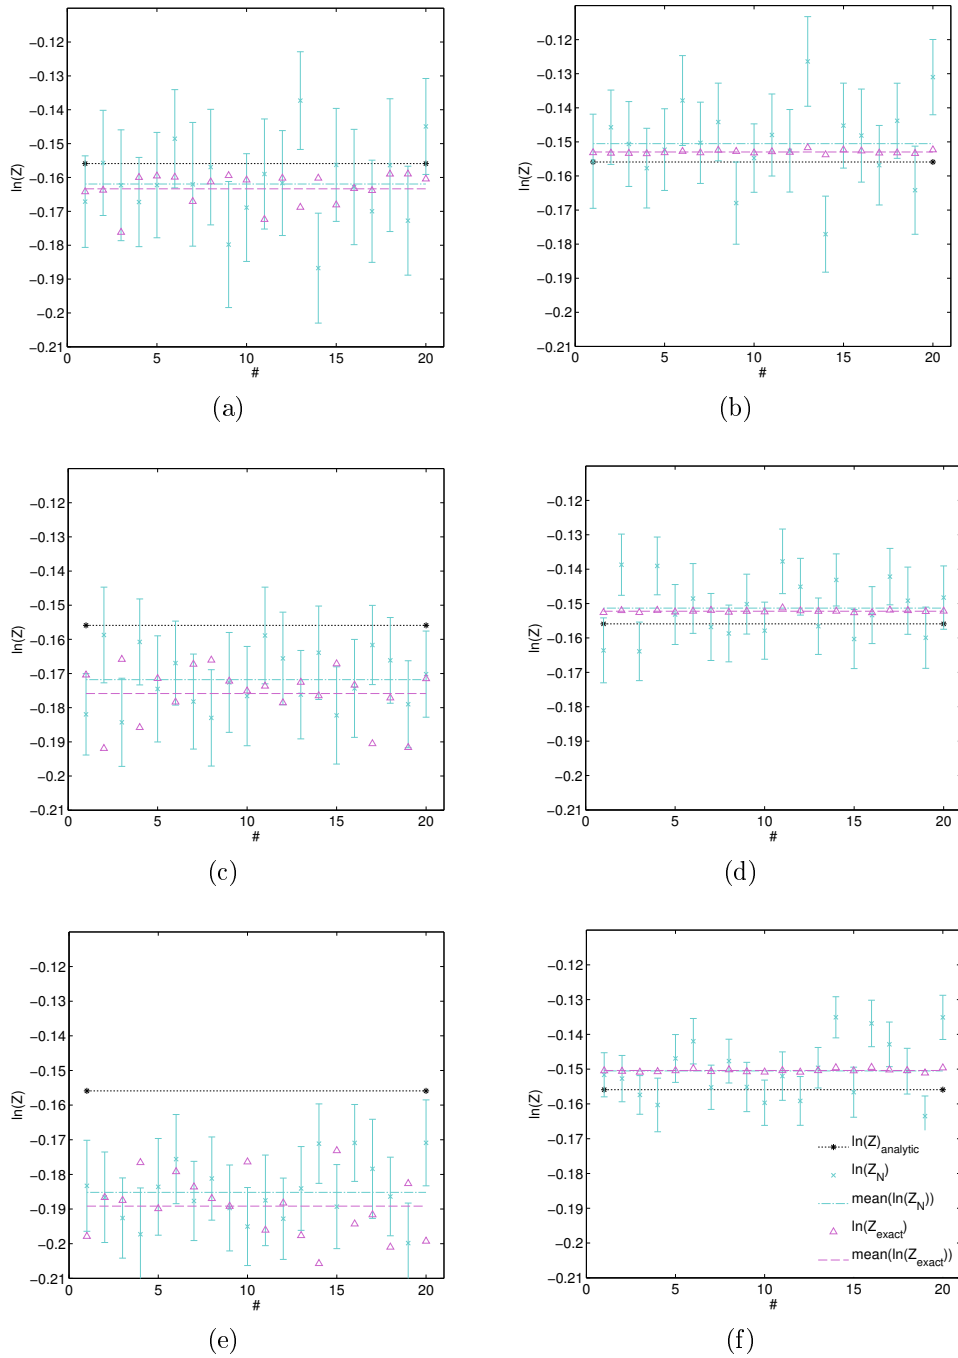 −0.12
−0.13
−0.14
−0.15
−0.16
−0.17
−0.18
−0.19
−0.2
−0.21
ln(Z)
0 5 10 15 20
#
(a)
−0.12
−0.13
−0.14
−0.15
−0.16
−0.17
−0.18
−0.19
−0.2
−0.21
ln(Z)
0 5 10 15 20
#
(b)
−0.12
−0.13
−0.14
−0.15
−0.16
−0.17
−0.18
−0.19
−0.2
−0.21
ln(Z)
0 5 10 15 20
#
(c)
−0.12
−0.13
−0.14
−0.15
−0.16
−0.17
−0.18
−0.19
−0.2
−0.21
ln(Z)
0 5 10 15 20
#
(d)
−0.12
−0.13
−0.14
−0.15
−0.16
−0.17
−0.18
−0.19
−0.2
−0.21
ln(Z)
0 5 10 15 20
#
(e)
−0.12
−0.13
−0.14
−0.15
−0.16
−0.17
−0.18
−0.19
−0.2
−0.21
ln(Z)
0 5 10 15 20
#
ln(Z)analytic
ln(ZN)
mean(ln(ZN))
ln(Zexact)
mean(ln(Zexact))
(f)